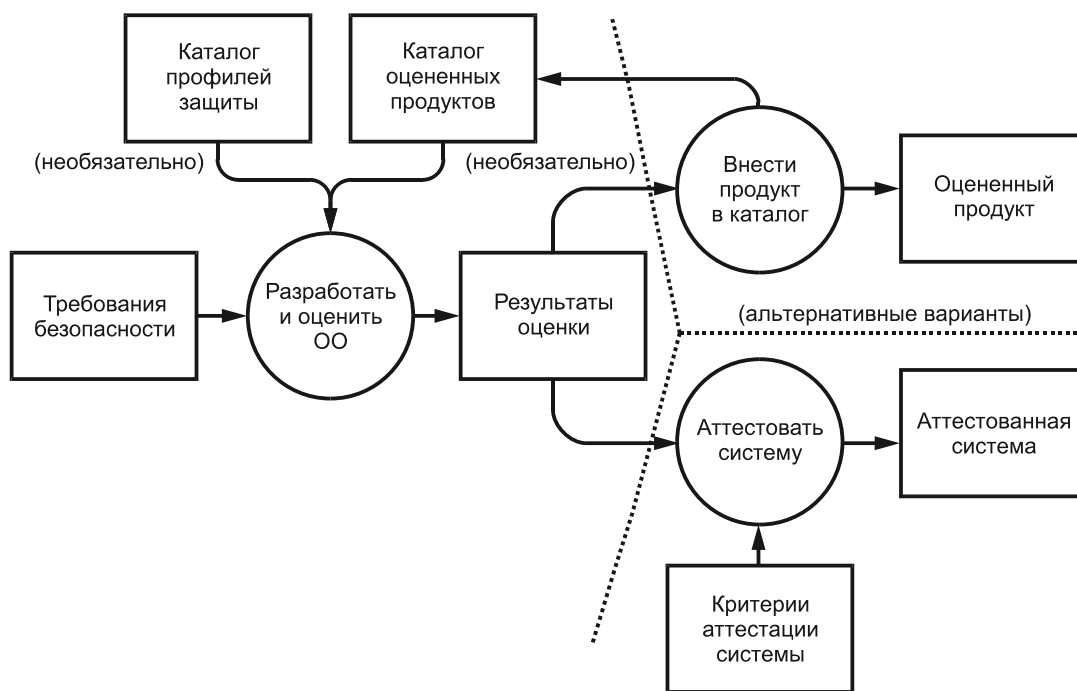 Каталог
профилей
защиты
Каталог
оцененных
продуктов
(необязательно)
(необязательно)
Внести
продукт
в каталог
Оцененный
продукт
Требования
безопасности
Разработать
и оценить
ОО
Результаты
оценки
(альтернативные варианты)
Аттестовать
систему
Аттестованная
система
Критерии
аттестации
системы